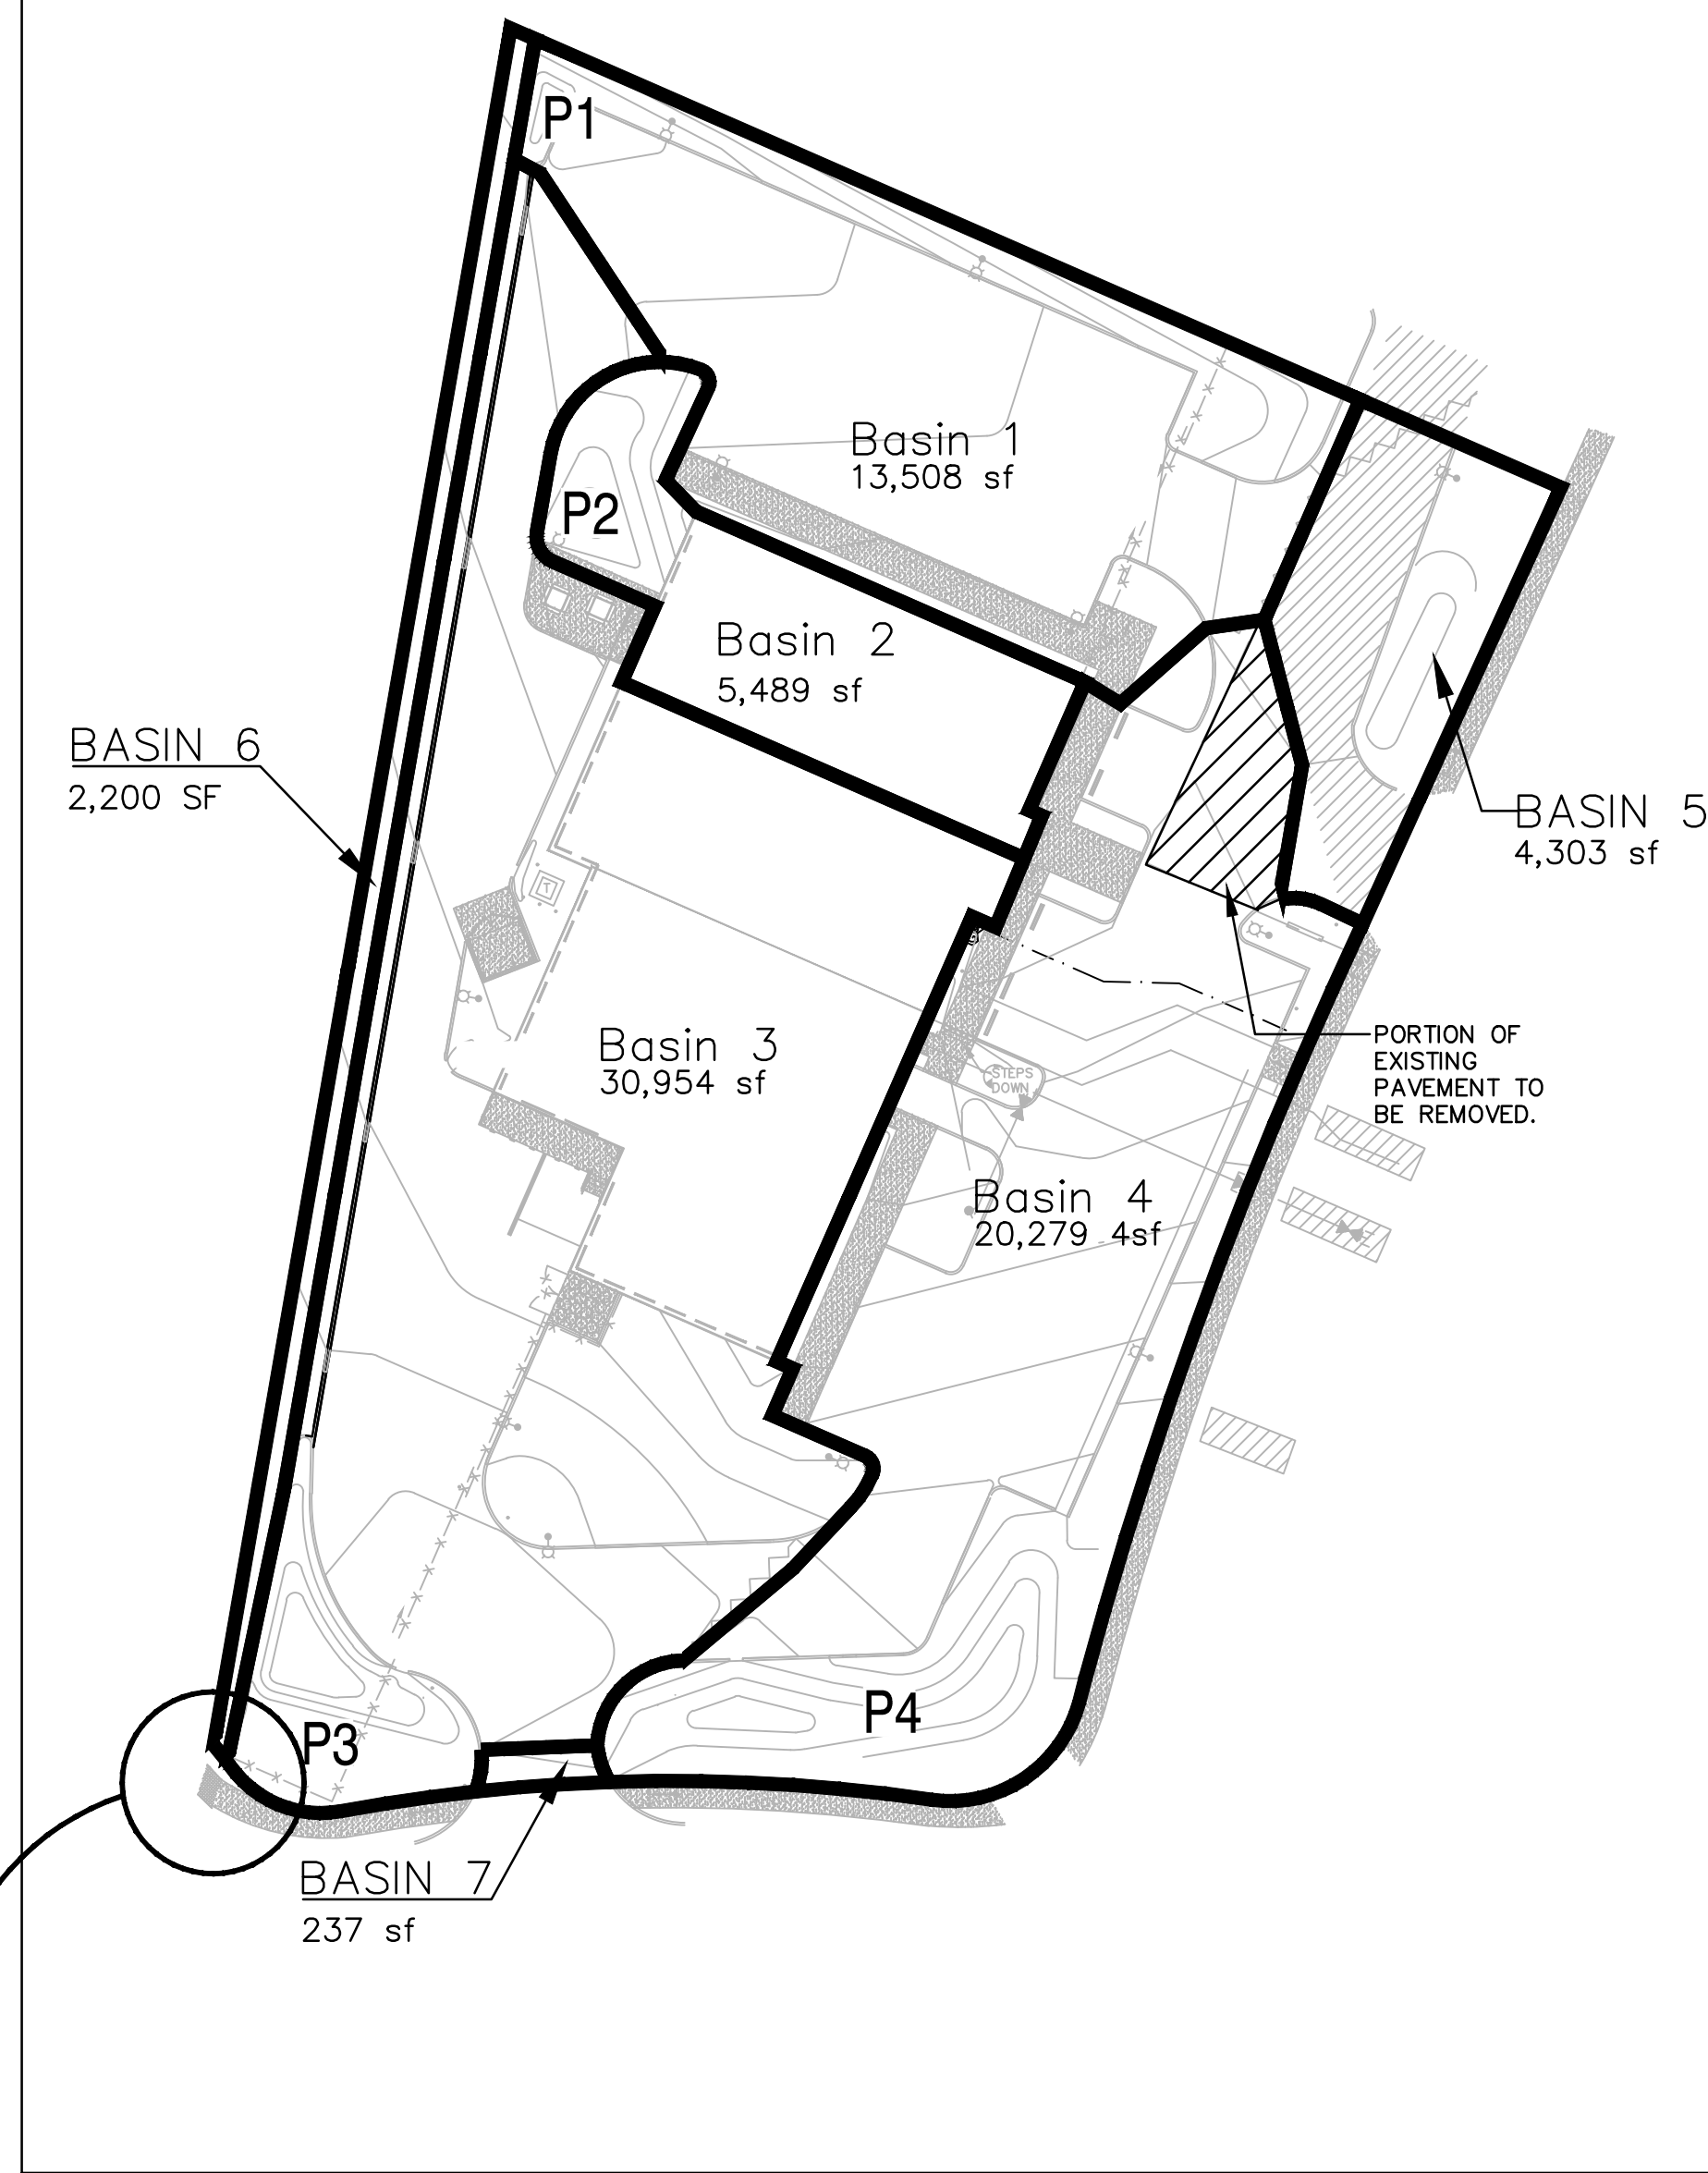 P1
Basin 1
13,508 sf
P2
Basin 2
5,489 sf
BASIN 6
2,200 SF
BASIN 5
4,303 sf
T
G
Basin 3
30,954 sf
PORTION OF
EXISTING
PAVEMENT TO
BE REMOVED.
STEPS
DOWN
Basin 4
20,279 4sf
P4
P3
BASIN 7
237 sf